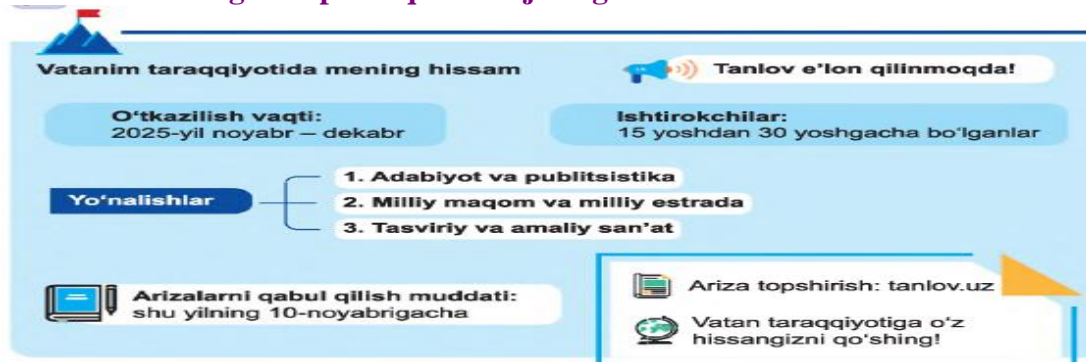 Vatanim taraqqiyotida mening hissam
Tanlov e’lon qilinmoqda!
O‘tkazilish vaqti:
2025-yil noyabr – dekabr
Ishtirokchilar:
15 yoshdan 30 yoshgacha bo‘lganlar
Yo‘nalishlar
1. Adabiyot va publitsistika
2. Milliy maqom va milliy estrada
3. Tasviriy va amaliy san’at
Arizalarni qabul qilish muddati:
shu yilning 10-noyabrigacha
Ariza topshirish: tanlov.uz
Vatan taraqqiyotiga o‘z
hissangizni qo‘shing!